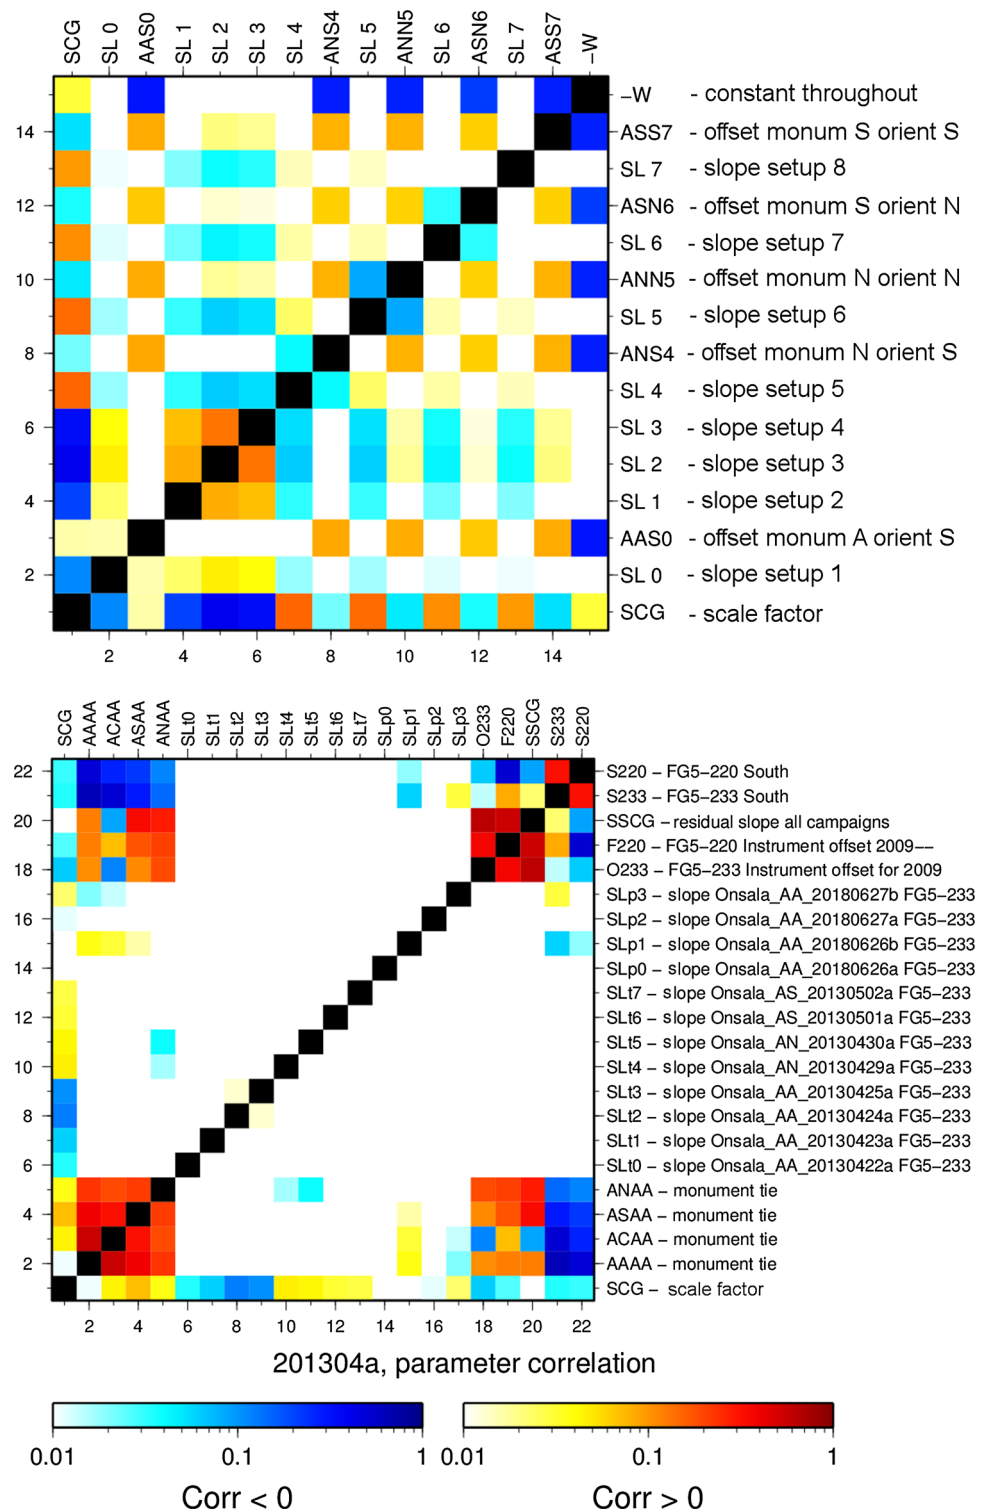 SCG SL 0 AAS0 SL 1 SL 2 SL 3 SL 4 ANS4 SL 5 ANN5 SL 6 ASN6 SL 7 ASS7 −W
−W - constant throughout
14 ASS7 - offset monum S orient S
SL 7 - slope setup 8
12 ASN6 - offset monum S orient N
SL 6 - slope setup 7
10 ANN5 - offset monum N orient N
SL 5 - slope setup 6
8 ANS4 - offset monum N orient S
SL 4 - slope setup 5
6 SL 3 - slope setup 4
SL 2 - slope setup 3
4 SL 1 - slope setup 2
AAS0 - offset monum A orient S
2 SL 0 - slope setup 1
SCG - scale factor
2 4 6 8 10 12 14
SCG AAAA ACAA ASAA ANAA SLt0 SLt1 SLt2 SLt3 SLt4 SLt5 SLt6 SLt7 SLp0 SLp1 SLp2 SLp3 O233 F220 SSCG S233 S220
22 S220 − FG5−220 South
S233 − FG5−233 South
20 SSCG − residual slope all campaigns
F220 − FG5−220 Instrument offset 2009−−
18 O233 − FG5−233 Instrument offset for 2009
SLp3 − slope Onsala_AA_20180627b FG5−233
16 SLp2 − slope Onsala_AA_20180627a FG5−233
SLp1 − slope Onsala_AA_20180626b FG5−233
14 SLp0 − slope Onsala_AA_20180626a FG5−233
SLt7 − slope Onsala_AS_20130502a FG5−233
12 SLt6 − slope Onsala_AS_20130501a FG5−233
SLt5 − slope Onsala_AN_20130430a FG5−233
10 SLt4 − slope Onsala_AN_20130429a FG5−233
SLt3 − slope Onsala_AA_20130425a FG5−233
8 SLt2 − slope Onsala_AA_20130424a FG5−233
SLt1 − slope Onsala_AA_20130423a FG5−233
6 SLt0 − slope Onsala_AA_20130422a FG5−233
ANAA − monument tie
4 ASAA − monument tie
ACAA − monument tie
2 AAAA − monument tie
SCG − scale factor
2 4 6 8 10 12 14 16 18 20 22
201304a, parameter correlation
0.01 0.1 1 0.01 0.1 1
Corr < 0 Corr > 0